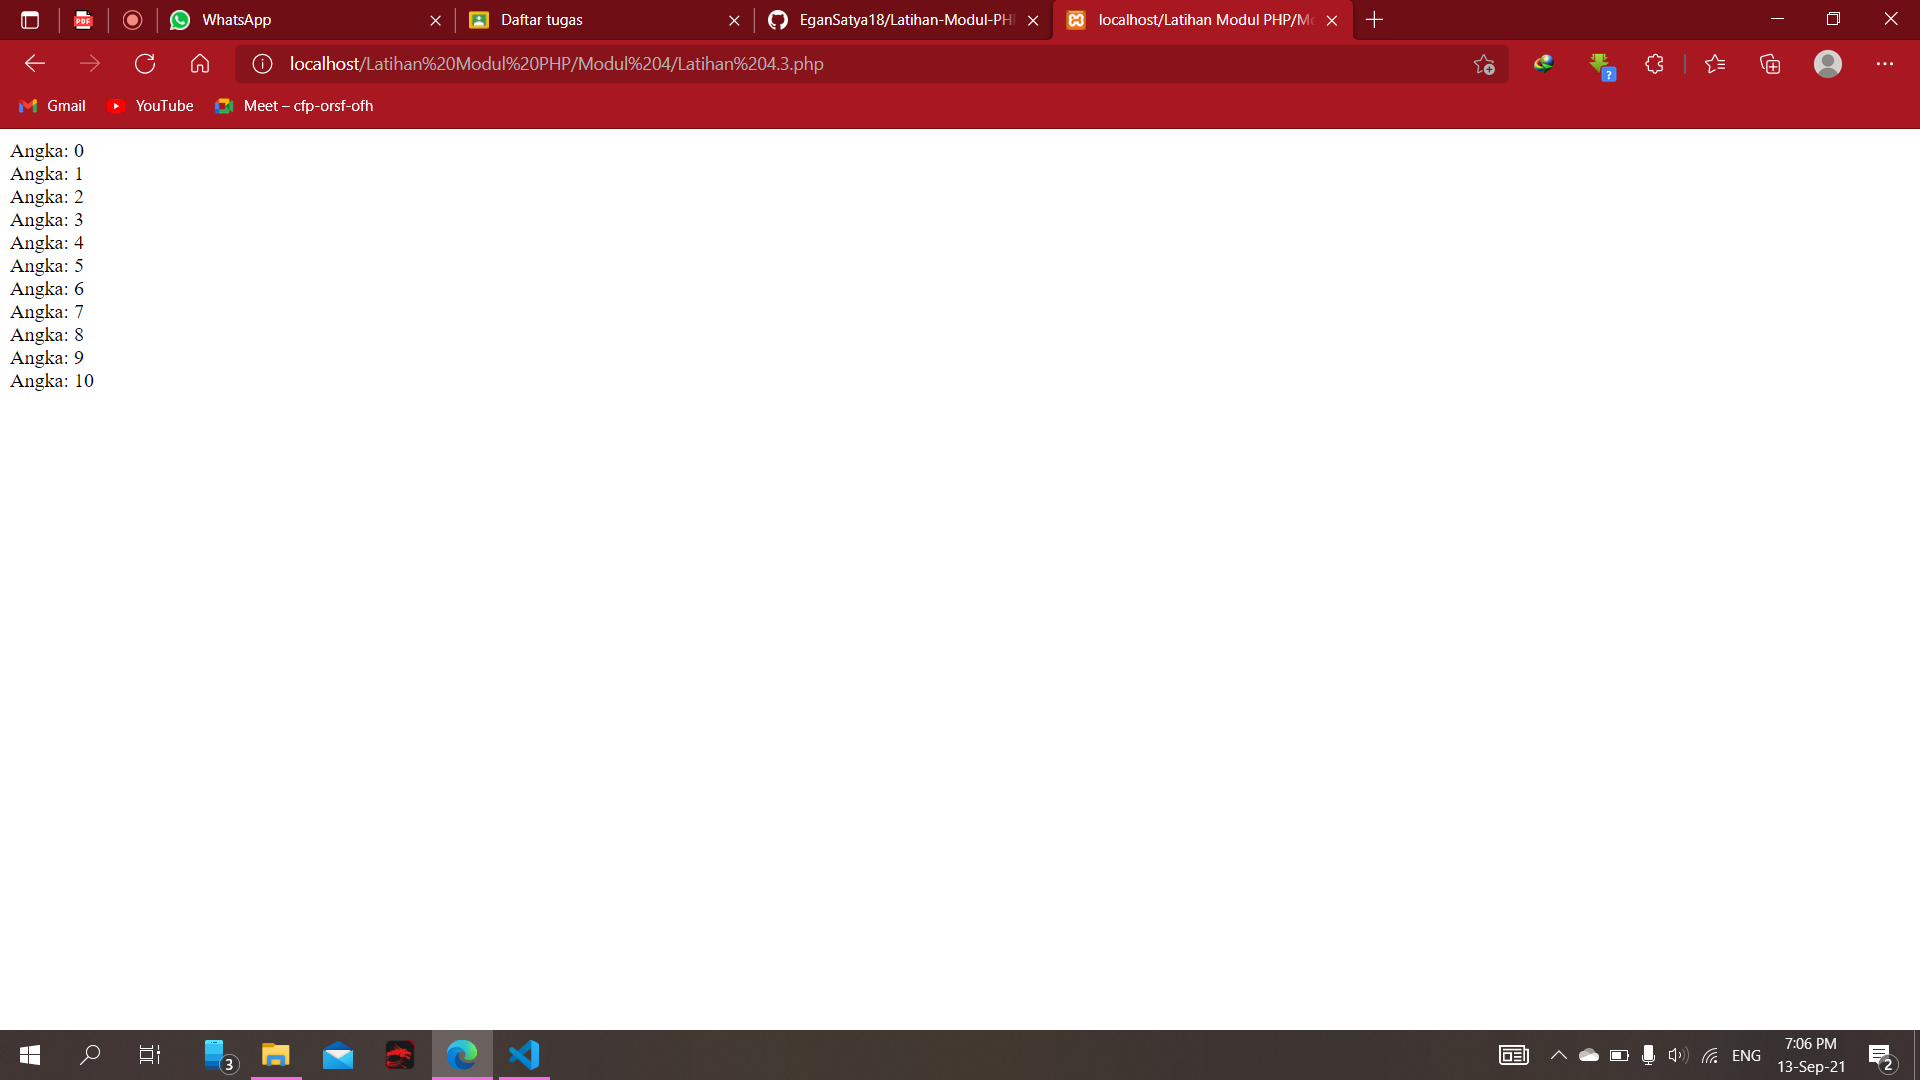 WhatsApp
Daftar tugas
EganSatya18/Latihan-Modul-PH
localhost/Latihan Modul PHP/Mo
localhost/Latihan%20Modul%20PHP/Modul%204/Latihan%204.3.php
Gmail
YouTube
Meet – cfp-orsf-ofh
Angka: 0
Angka: 1
Angka: 2
Angka: 3
Angka: 4
Angka: 5
Angka: 6
Angka: 7
Angka: 8
Angka: 9
Angka: 10
3
ENG
7:06 PM
13-Sep-21
2